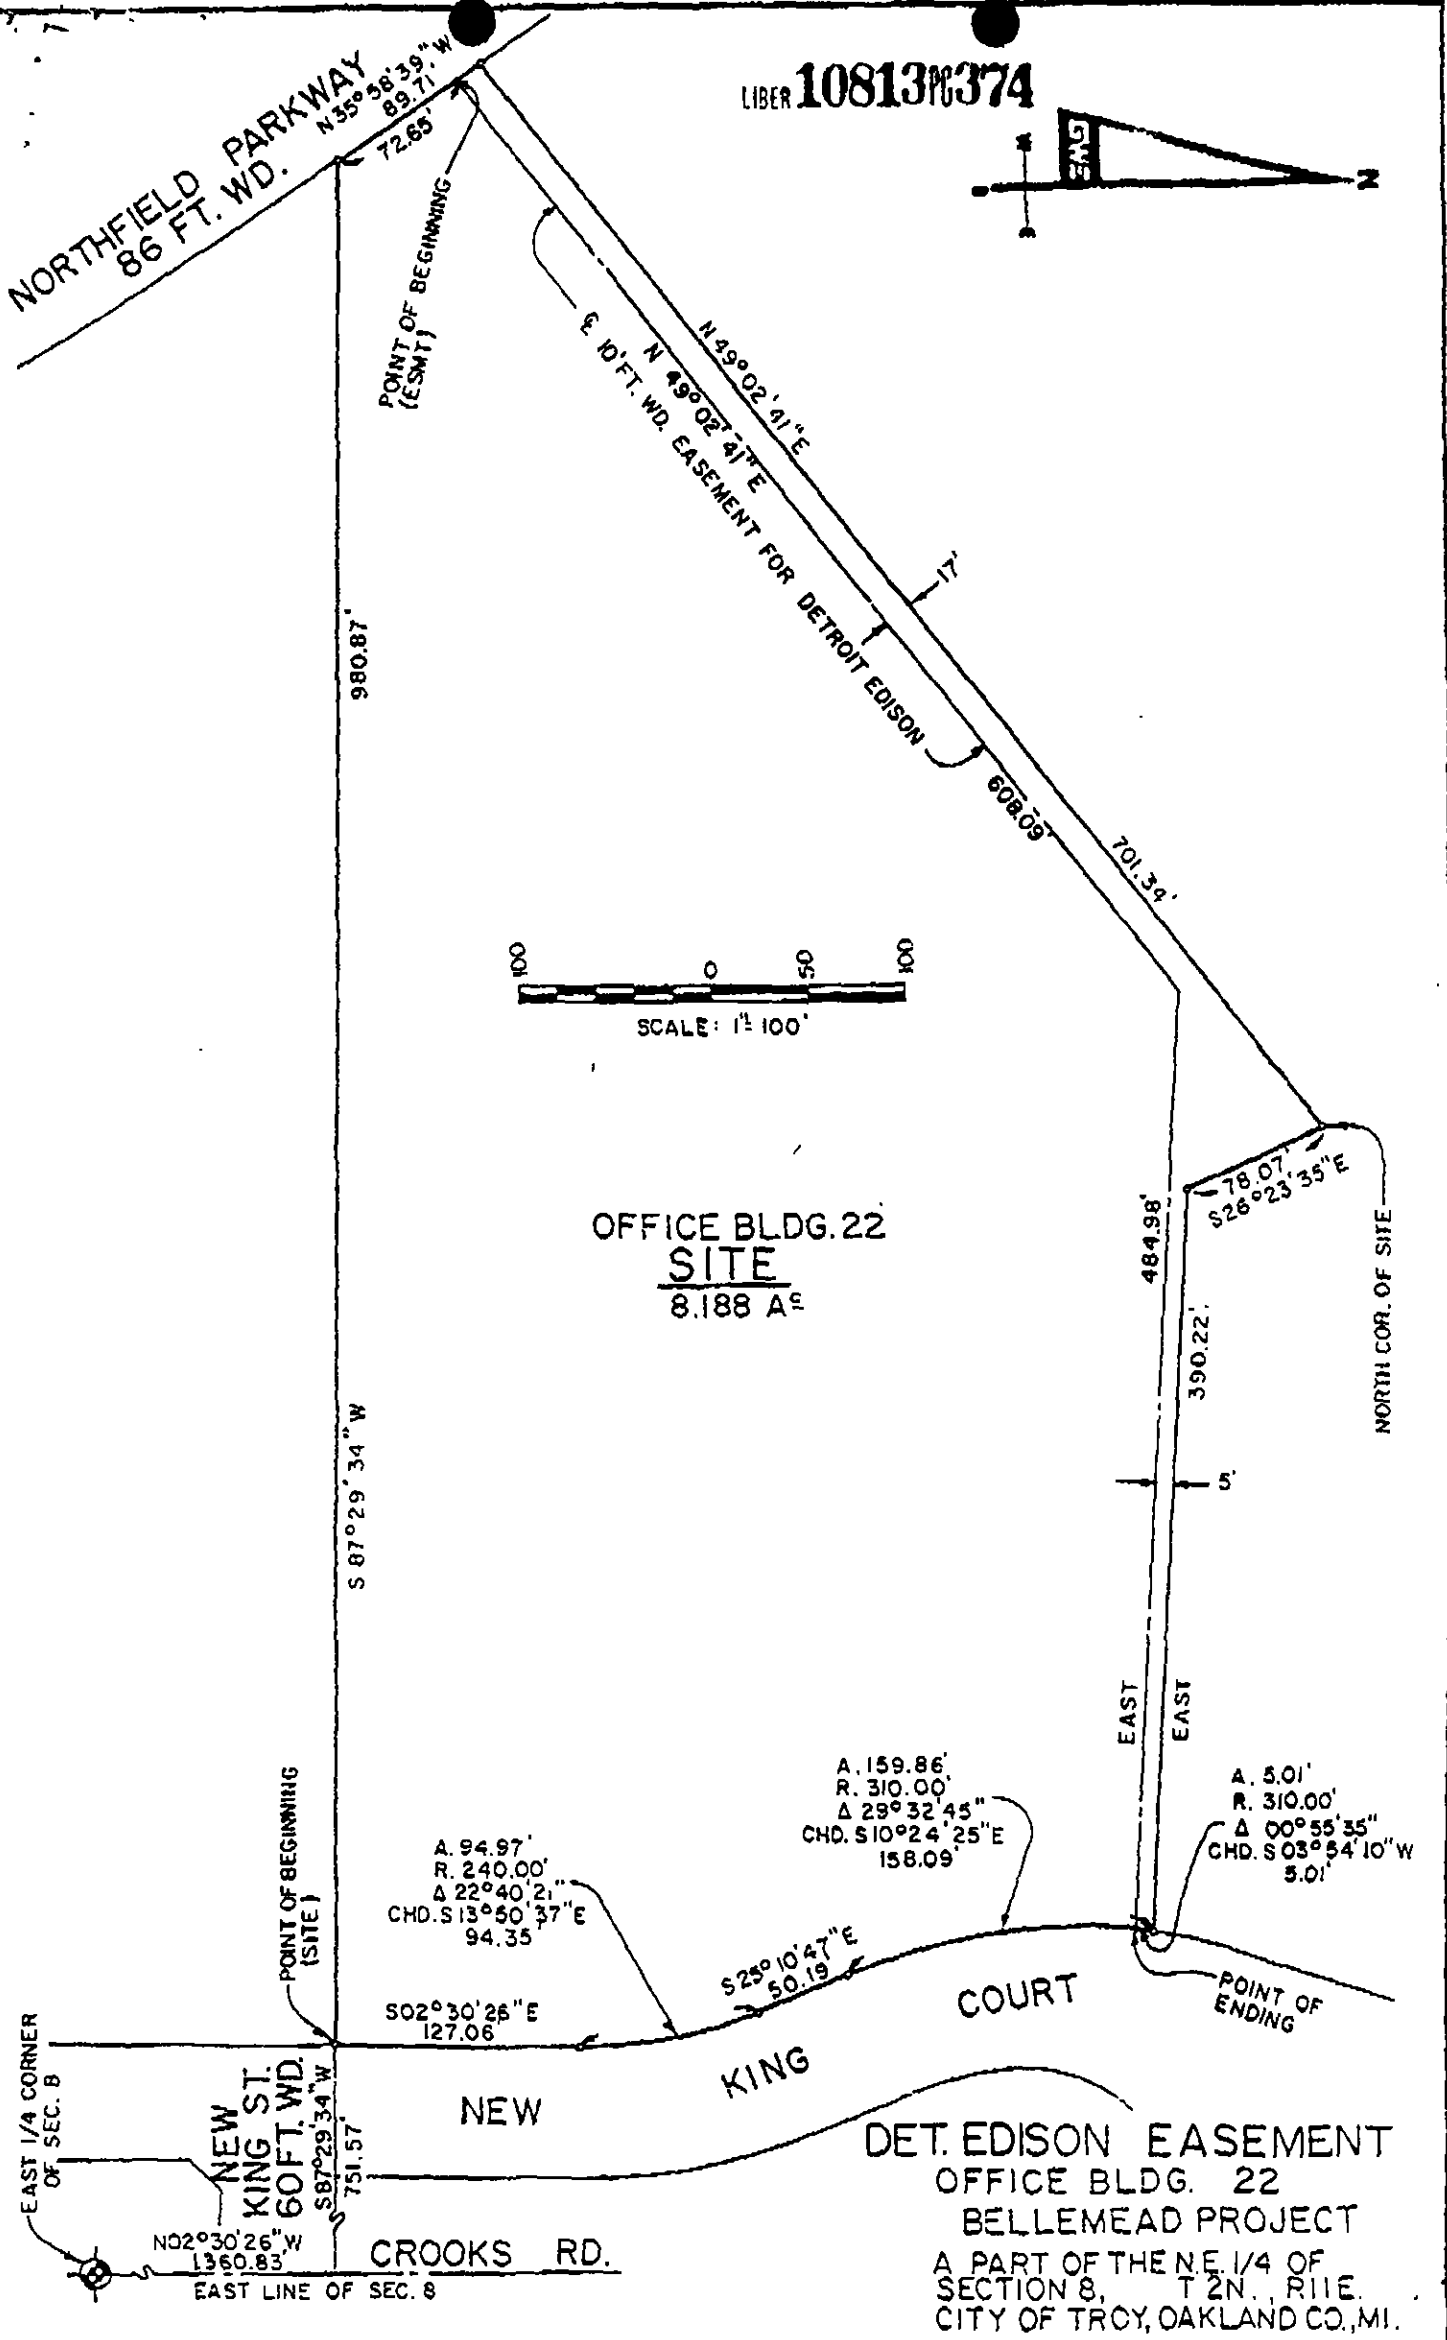 LIBER 10813PG374
EMG
N
W
S
E
NORTHFIELD PARKWAY
86 FT. WD.
N35°58'39"W
89.71'
72.65'
POINT OF BEGINNING
(ESMT)
N49°02'41"E
N 49°02'41"E
₵ 10' FT. WD. EASEMENT FOR DETROIT EDISON
17'
608.09'
701.34'
980.87'
100 0 50 100
SCALE: 1"= 100'
OFFICE BLDG. 22
SITE
8.188 Ac
78.07'
S26°23'35"E
NORTH COR. OF SITE
484.98'
390.22'
5'
EAST
EAST
S 87°29'34" W
A. 159.86'
R. 310.00'
Δ 29°32'45"
CHD. S10°24'25"E
158.09'
A. 5.01'
R. 310.00'
Δ 00°55'35"
CHD. S03°54'10"W
5.01'
A. 94.97'
R. 240.00'
Δ 22°40'21"
CHD. S13°50'37"E
94.35'
POINT OF BEGINNING
(SITE)
S25°10'47"E
50.19
S02°30'26"E
127.06
NEW KING COURT
POINT OF
ENDING
EAST 1/4 CORNER
OF SEC. 8
NEW
KING ST.
60 FT. WD.
S87°29'34"W
751.57'
N02°30'26"W
1360.83'
CROOKS RD.
EAST LINE OF SEC. 8
DET. EDISON EASEMENT
OFFICE BLDG. 22
BELLEMEAD PROJECT
A PART OF THE N.E. 1/4 OF
SECTION 8, T 2N., R11E.
CITY OF TROY, OAKLAND CO., MI.